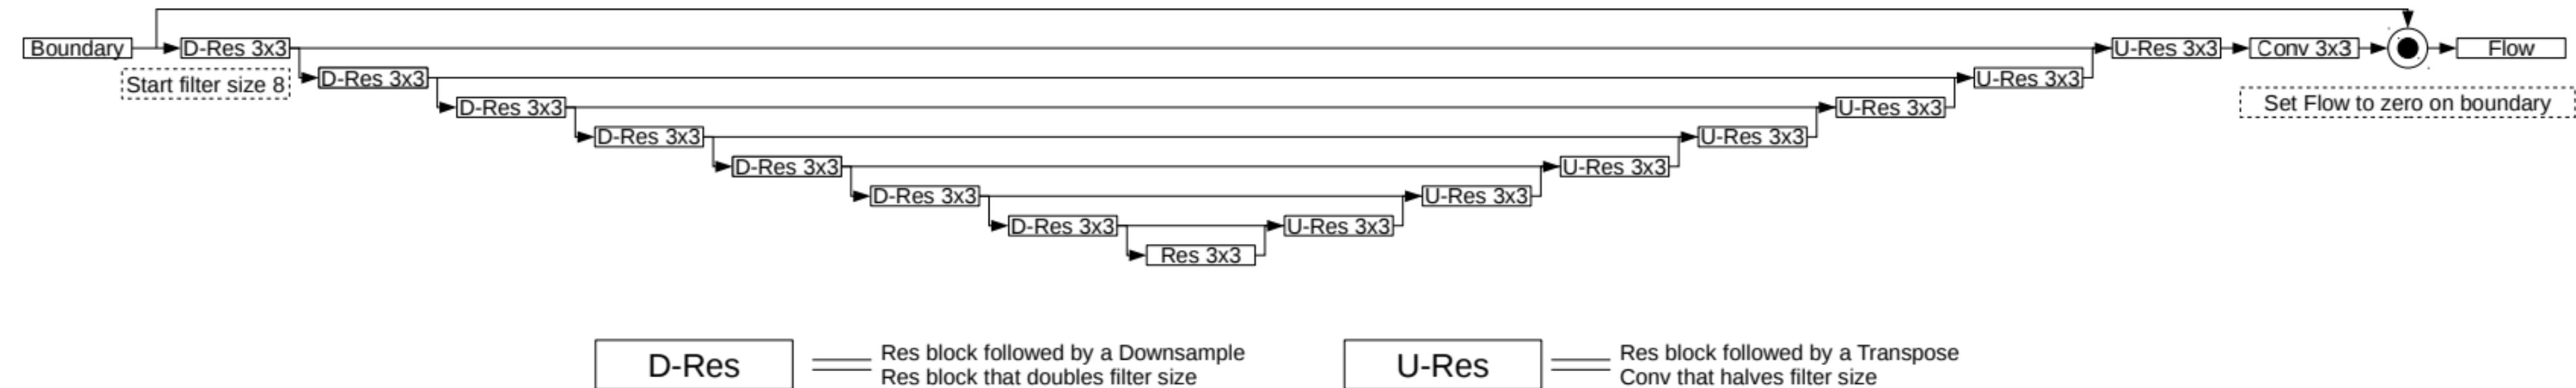 Boundary D-Res 3x3 U-Res 3x3 Conv 3x3 Flow
Start filter size 8 D-Res 3x3 U-Res 3x3
D-Res 3x3 U-Res 3x3 Set Flow to zero on boundary
D-Res 3x3 U-Res 3x3
D-Res 3x3 U-Res 3x3
D-Res 3x3 U-Res 3x3
D-Res 3x3 U-Res 3x3
Res 3x3
D-Res
Res block followed by a Downsample
Res block that doubles filter size
U-Res
Res block followed by a Transpose
Conv that halves filter size